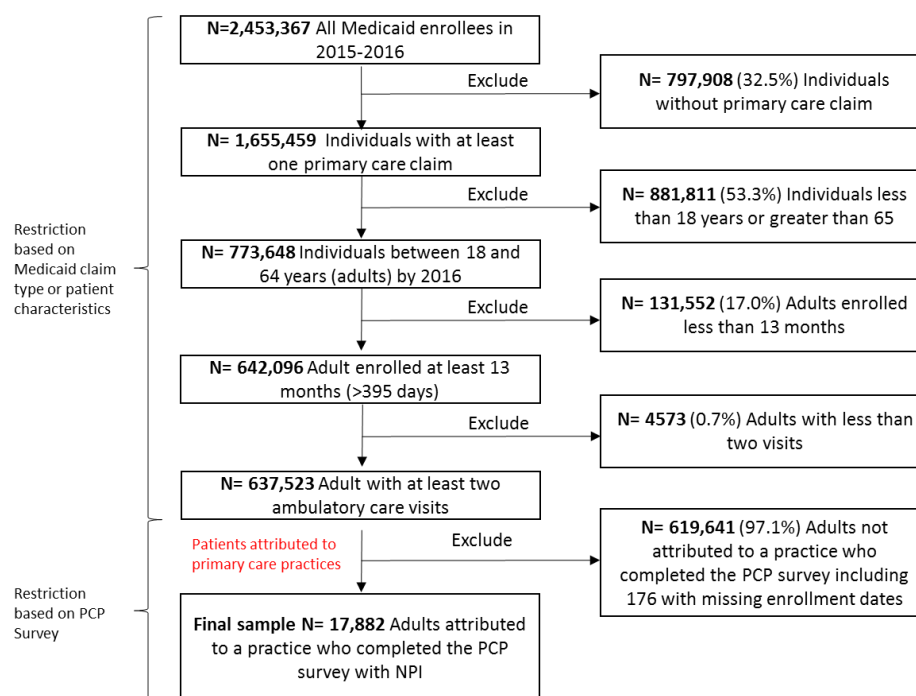 N=2,453,367 All Medicaid enrollees in
2015-2016
Exclude
N= 797,908 (32.5%) Individuals
without primary care claim
N= 1,655,459 Individuals with at least
one primary care claim
Exclude
N= 881,811 (53.3%) Individuals less
than 18 years or greater than 65
Restriction
based on
Medicaid claim
type or patient
characteristics
N= 773,648 Individuals between 18 and
64 years (adults) by 2016
Exclude
N= 131,552 (17.0%) Adults enrolled
less than 13 months
N= 642,096 Adult enrolled at least 13
months (>395 days)
Exclude
N= 4573 (0.7%) Adults with less than
two visits
N= 637,523 Adult with at least two
ambulatory care visits
Patients attributed to
primary care practices
Exclude
N= 619,641 (97.1%) Adults not
attributed to a practice who
completed the PCP survey including
176 with missing enrollment dates
Restriction
based on PCP
Survey
Final sample N= 17,882 Adults attributed
to a practice who completed the PCP
survey with NPI